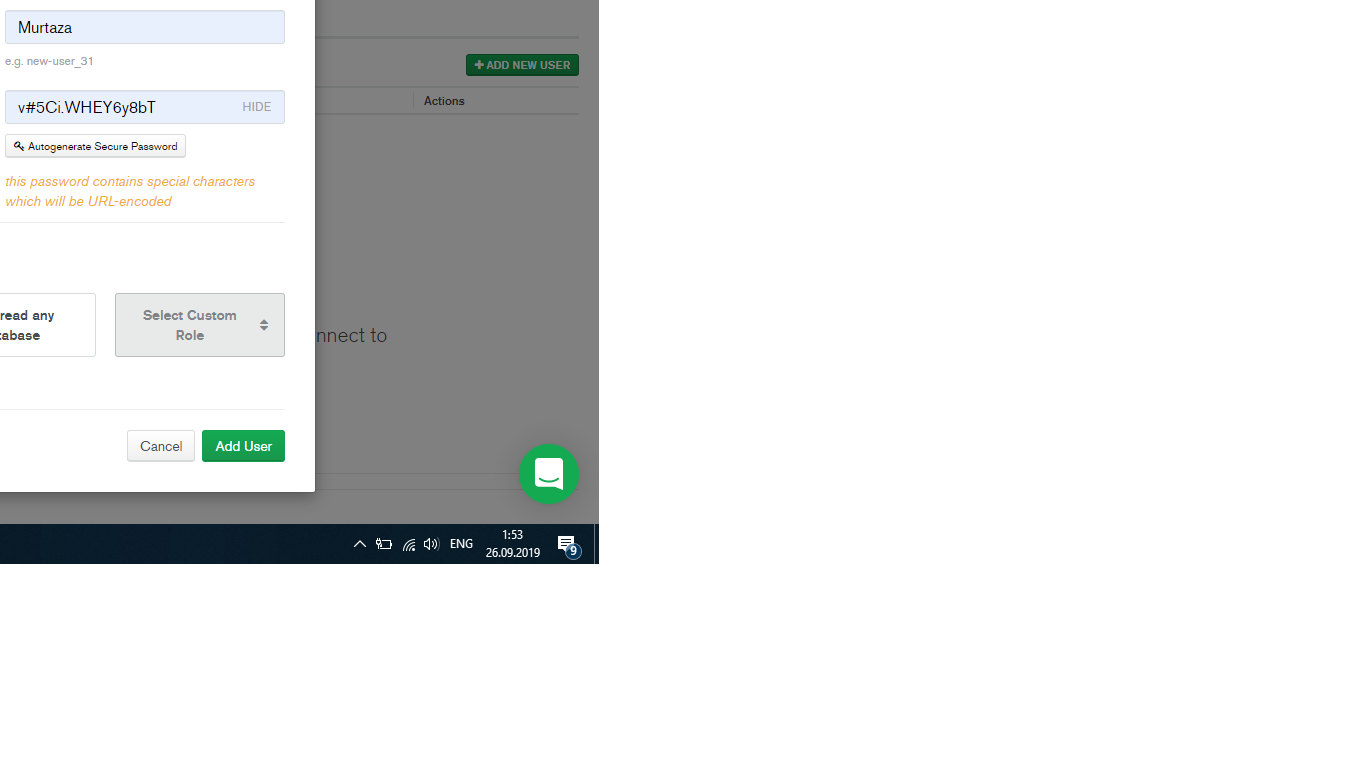 Murtaza
e.g. new-user_31
ADD NEW USER
v#5Ci.WHEY6y8bT HIDE
Actions
Autogenerate Secure Password
this password contains special characters
which will be URL-encoded
read any
Select Custom
Role
nnect to
Cancel
Add User
ENG
1:53
26.09.2019
9